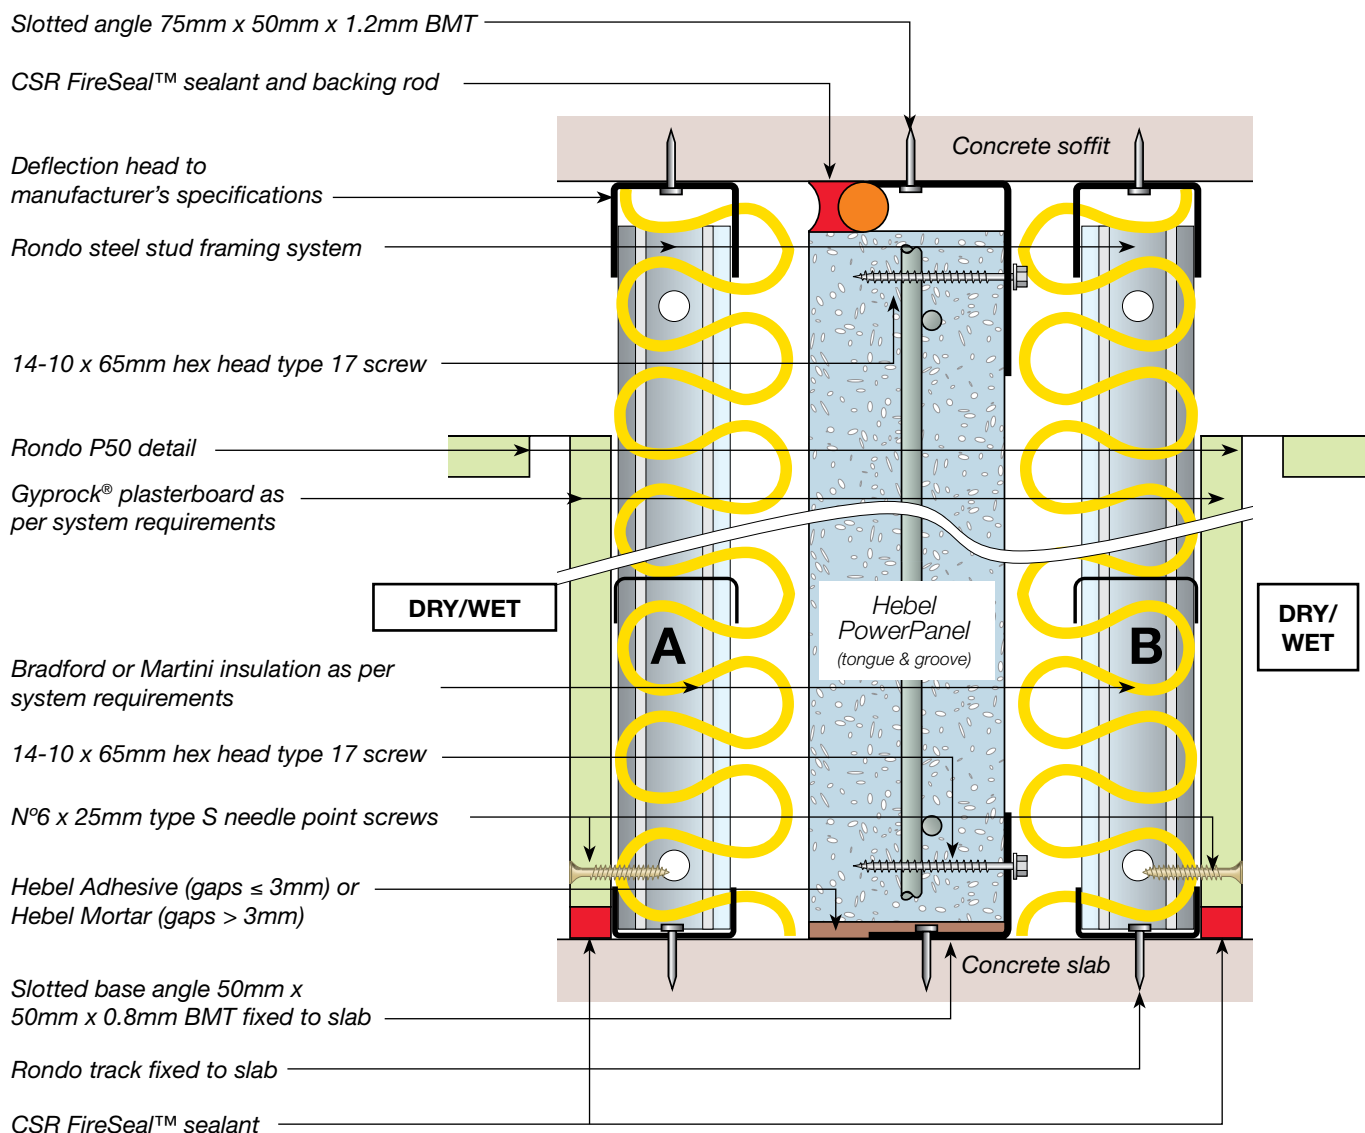 Slotted angle 75mm x 50mm x 1.2mm BMT
CSR FireSeal™ sealant and backing rod
Concrete soffit
Deflection head to
manufacturer's specifications
Rondo steel stud framing system
14-10 x 65mm hex head type 17 screw
Rondo P50 detail
Gyprock® plasterboard as
per system requirements
DRY/WET
A
Hebel
PowerPanel
(tongue & groove)
B
DRY/
WET
Bradford or Martini insulation as per
system requirements
14-10 x 65mm hex head type 17 screw
Nº6 x 25mm type S needle point screws
Hebel Adhesive (gaps ≤ 3mm) or
Hebel Mortar (gaps > 3mm)
Concrete slab
Slotted base angle 50mm x
50mm x 0.8mm BMT fixed to slab
Rondo track fixed to slab
CSR FireSeal™ sealant